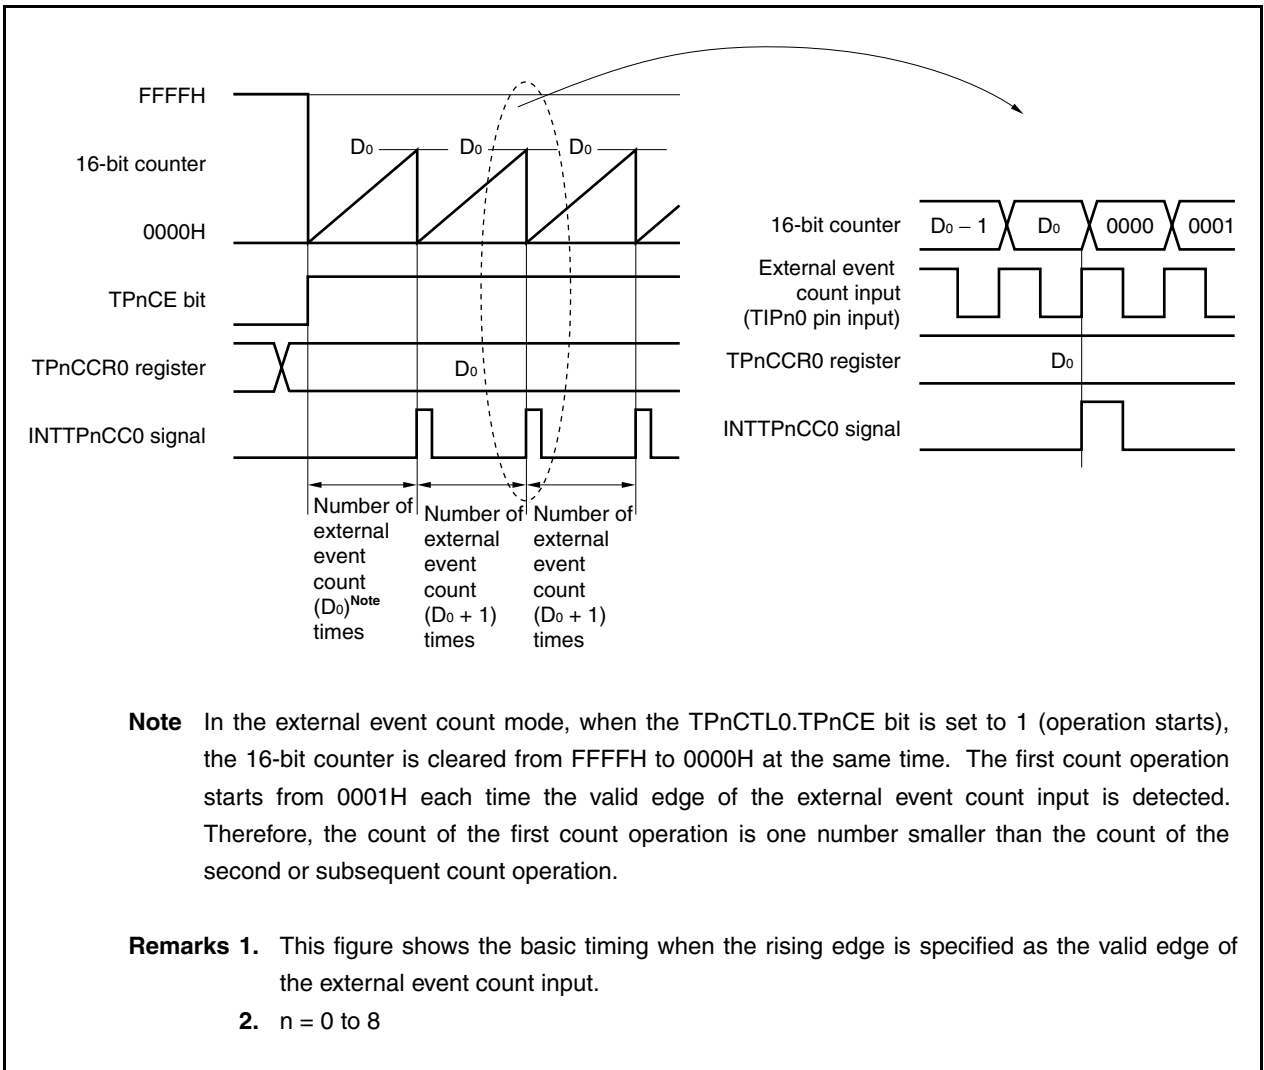 FFFFH
16-bit counter
0000H
D0 D0 D0
TPnCE bit
TPnCCR0 register
D0
INTTPnCC0 signal
Number of
external
event
count
(D0)Note
times
Number of
external
event
count
(D0 + 1)
times
Number of
external
event
count
(D0 + 1)
times
16-bit counter
D0 − 1 D0 0000 0001
External event
count input
(TIPn0 pin input)
TPnCCR0 register
D0
INTTPnCC0 signal
Note In the external event count mode, when the TPnCTL0.TPnCE bit is set to 1 (operation starts),
the 16-bit counter is cleared from FFFFH to 0000H at the same time. The first count operation
starts from 0001H each time the valid edge of the external event count input is detected.
Therefore, the count of the first count operation is one number smaller than the count of the
second or subsequent count operation.
Remarks 1. This figure shows the basic timing when the rising edge is specified as the valid edge of
the external event count input.
2. n = 0 to 8